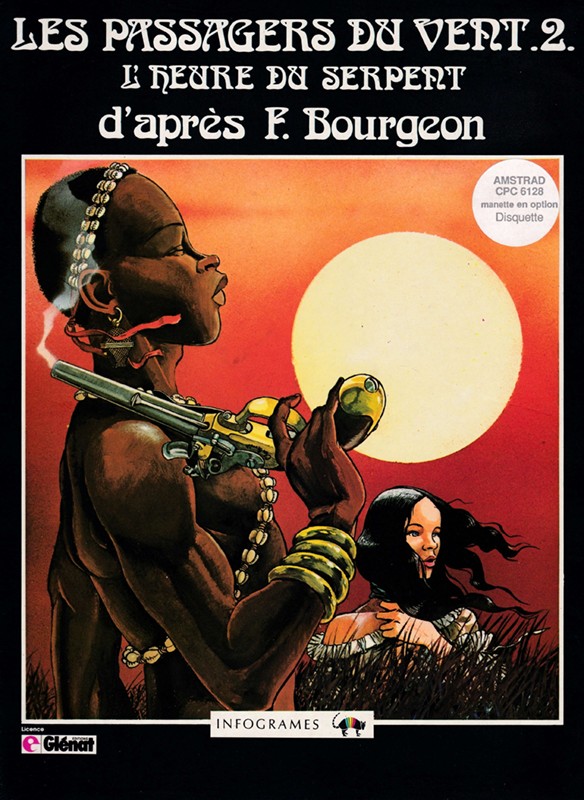 LES PASSAGERS DU VENT.2.
L'HEURE DU SERPENT
d'après F. Bourgeon
AMSTRAD
CPC 6128
manette en option
Disquette
INFOGRAMES
Licence
Glénat